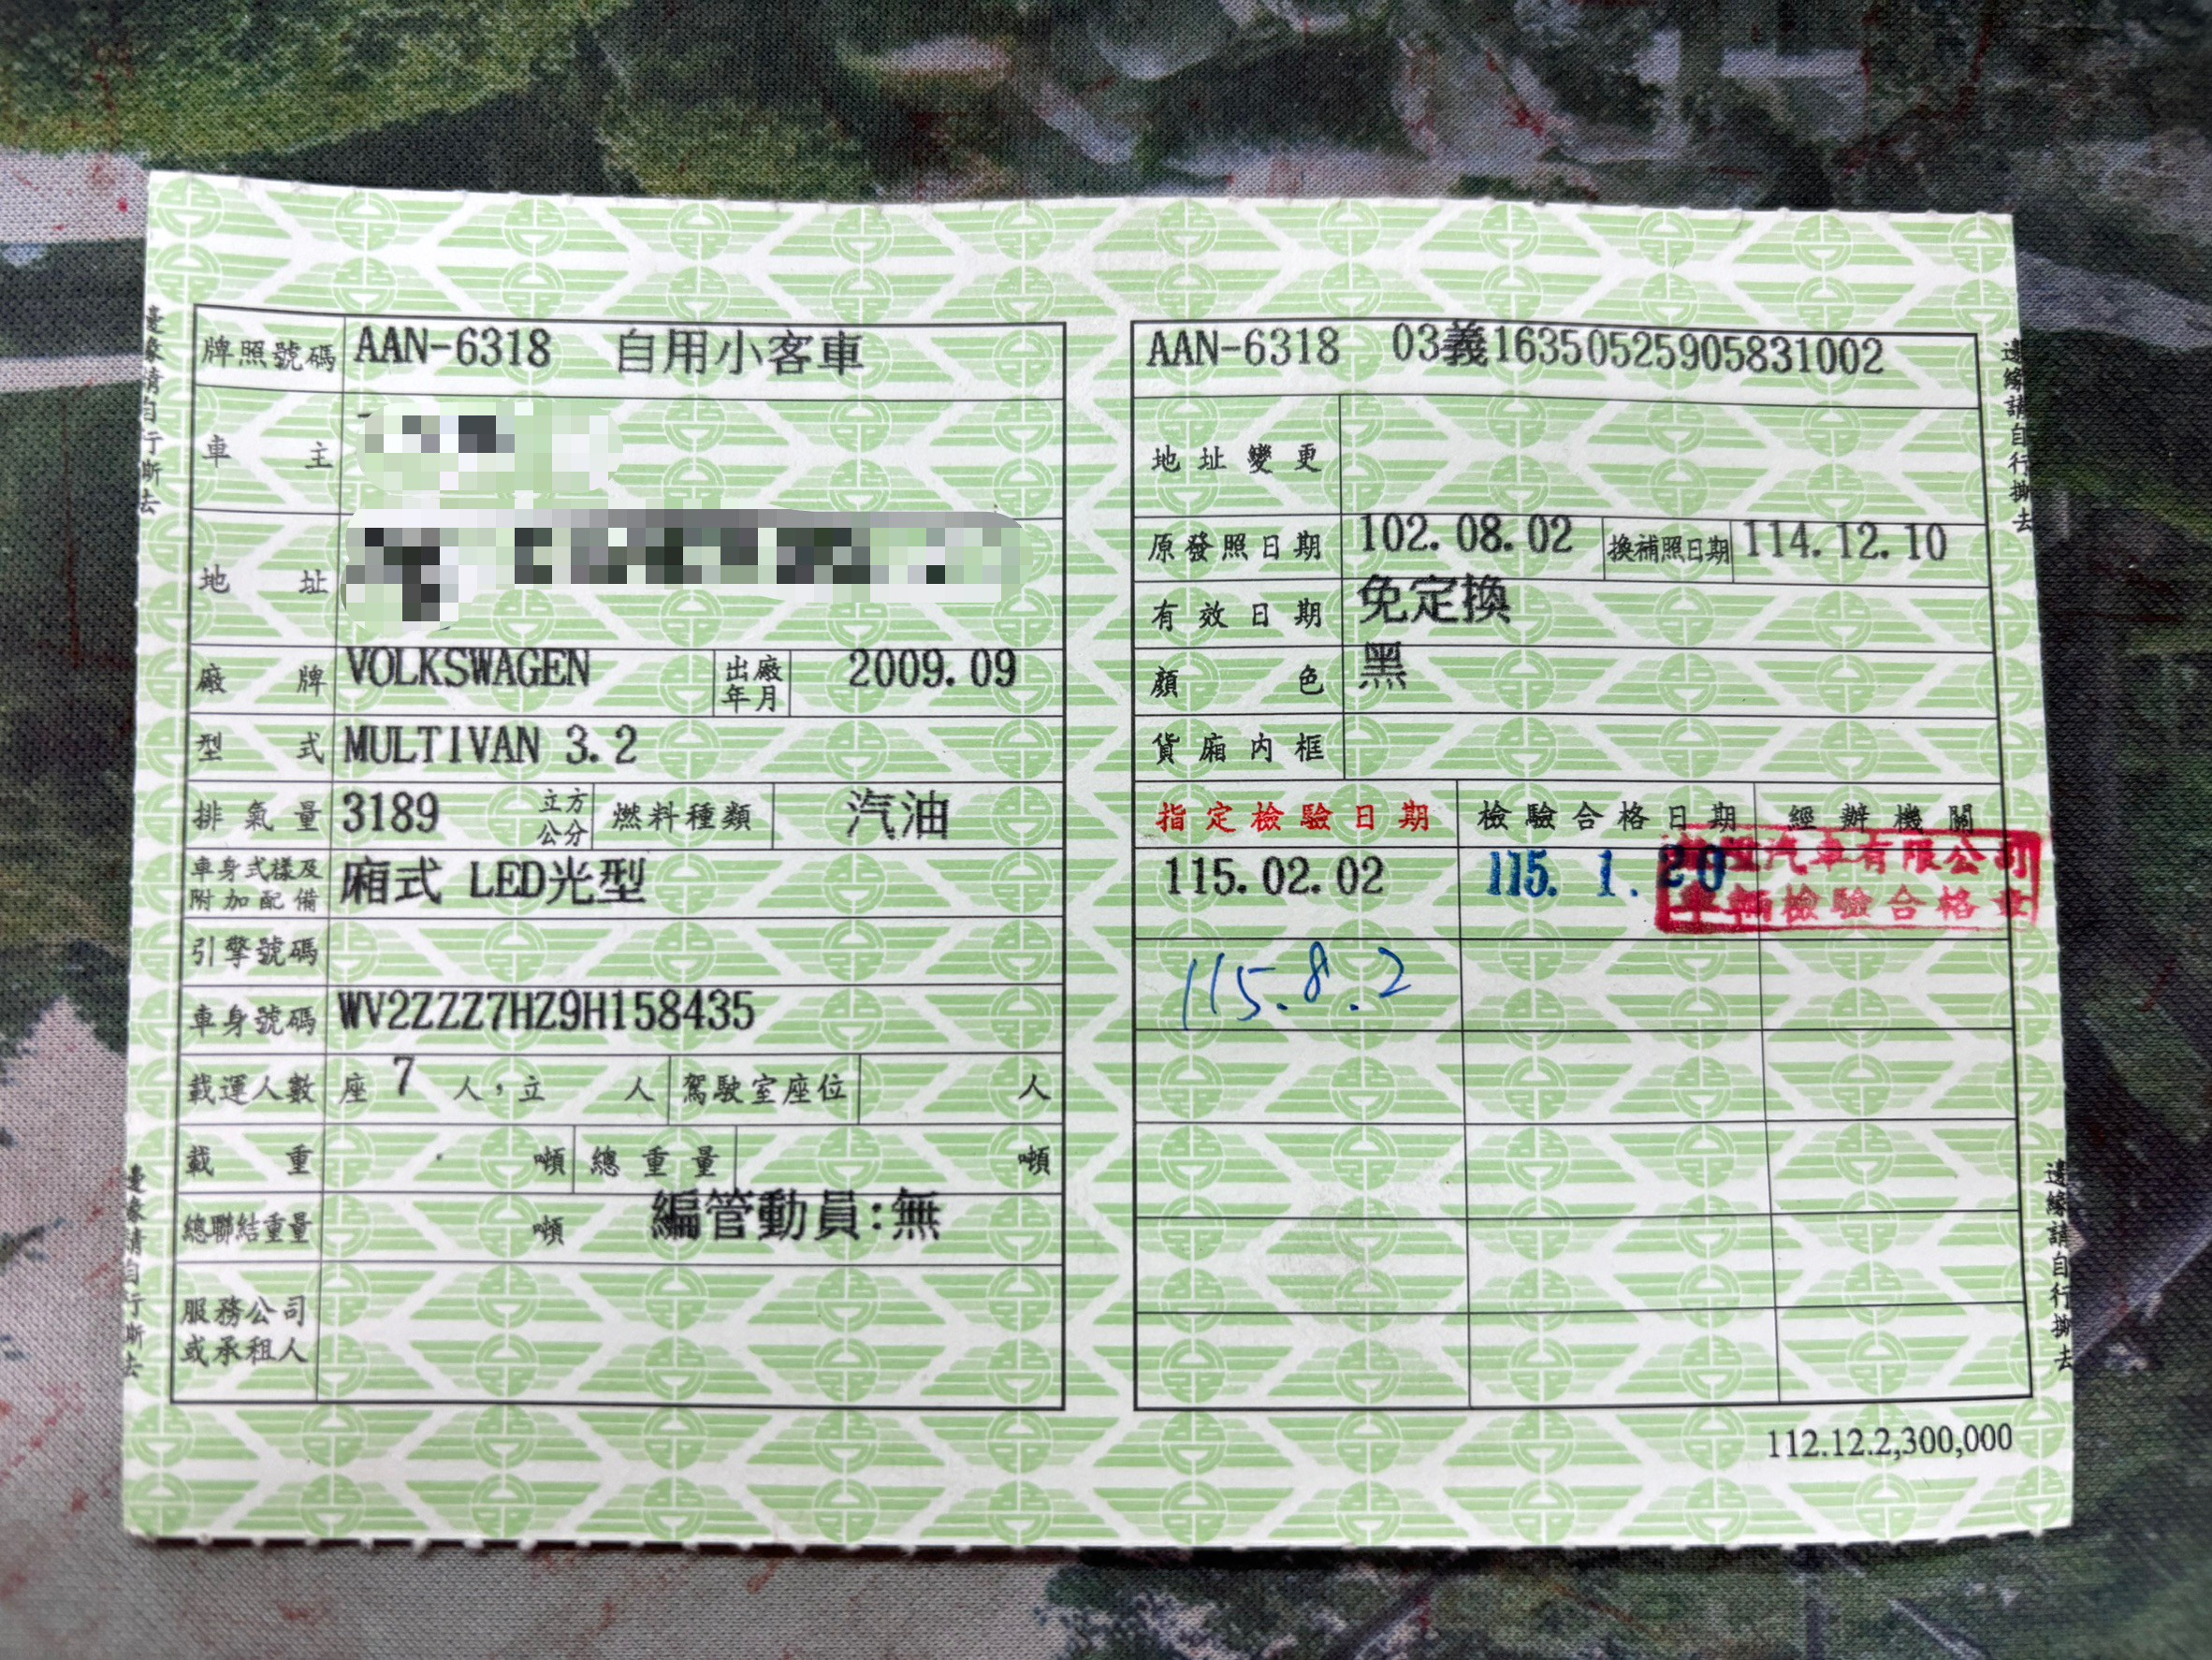 牌照號碼 AAN-6318 自用小客車
車主
地址
廠牌 VOLKSWAGEN 出廠年月 2009.09
型式 MULTIVAN 3.2
排氣量 3189 立方公分 燃料種類 汽油
車身式樣及附加配備 廂式 LED光型
引擎號碼
車身號碼 WV2ZZZ7HZ9H158435
載運人數 座 7 人，立 人 駕駛室座位 人
載重 噸 總重量 噸
總聯結重量 噸 編管動員:無
服務公司或承租人
AAN-6318 03義16350525905831002
地址變更
原發照日期 102.08.02 換補照日期 114.12.10
有效日期 免定換
顏色 黑
貨廂內框
指定檢驗日期 檢驗合格日期 經辦機關
115.02.02 115. 1. 20
汽車有限公司
車輛檢驗合格章
115.8.2
112.12.2,300,000
邊緣請自行撕去
邊緣請自行撕去
邊緣請自行撕去
邊緣請自行撕去